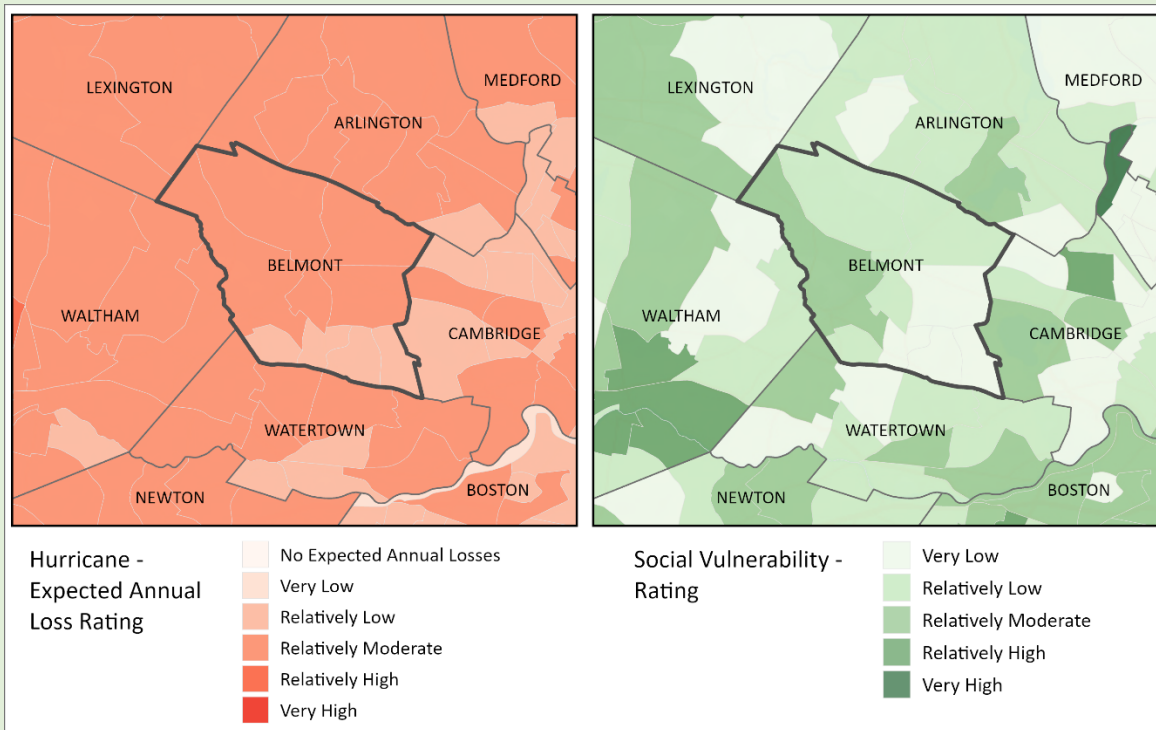 LEXINGTON
MEDFORD
ARLINGTON
BELMONT
WALTHAM
CAMBRIDGE
WATERTOWN
NEWTON
BOSTON
Hurricane -
Expected Annual
Loss Rating
No Expected Annual Losses
Very Low
Relatively Low
Relatively Moderate
Relatively High
Very High
LEXINGTON
MEDFORD
ARLINGTON
BELMONT
WALTHAM
CAMBRIDGE
WATERTOWN
NEWTON
BOSTON
Social Vulnerability -
Rating
Very Low
Relatively Low
Relatively Moderate
Relatively High
Very High